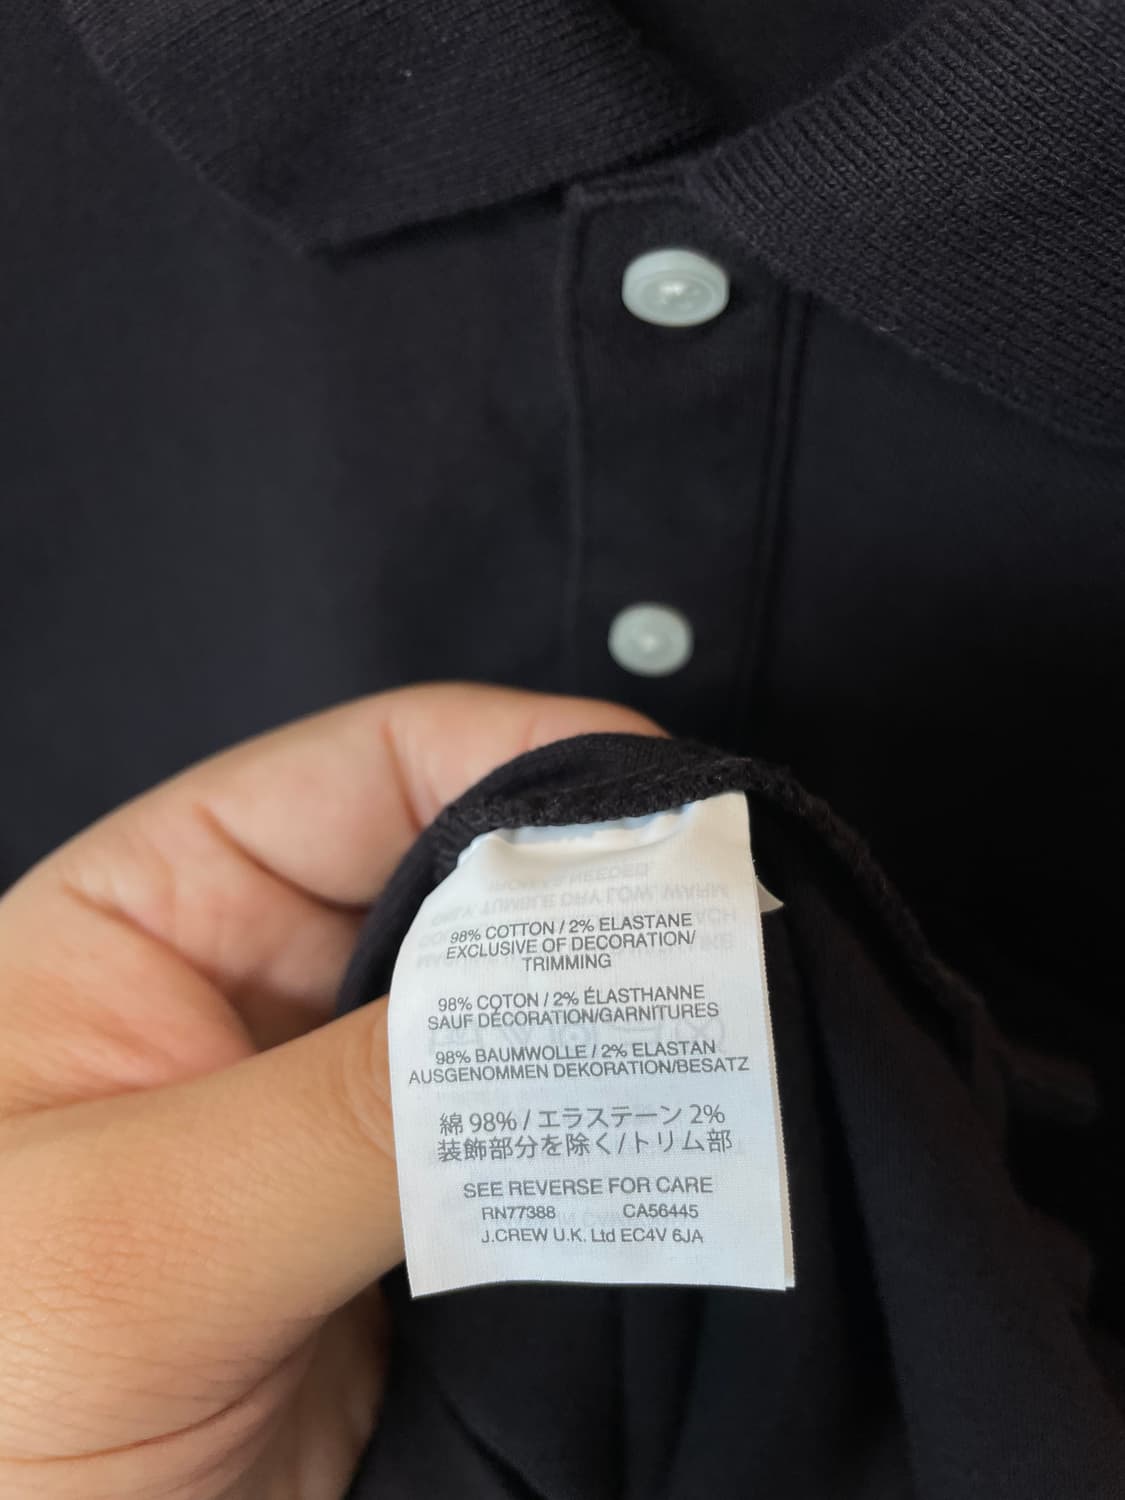 98% COTTON / 2% ELASTANE
EXCLUSIVE OF DECORATION/
TRIMMING
98% COTON / 2% ÉLASTHANNE
SAUF DÉCORATION/GARNITURES
98% BAUMWOLLE / 2% ELASTAN
AUSGENOMMEN DEKORATION/BESATZ
綿 98% / エラステーン 2%
装飾部分を除く/トリム部
SEE REVERSE FOR CARE
RN77388 CA56445
J.CREW U.K. Ltd EC4V 6JA